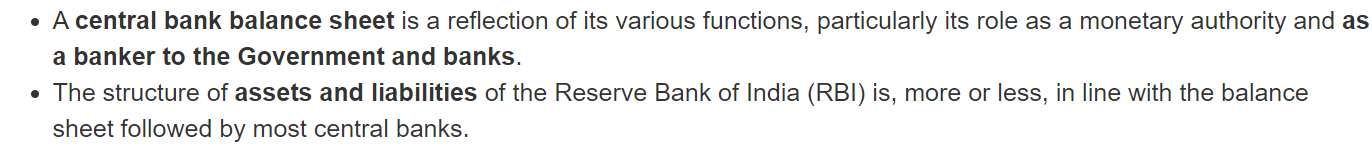 A central bank balance sheet is a reflection of its various functions, particularly its role as a monetary authority and as
a banker to the Government and banks.
The structure of assets and liabilities of the Reserve Bank of India (RBI) is, more or less, in line with the balance
sheet followed by most central banks.